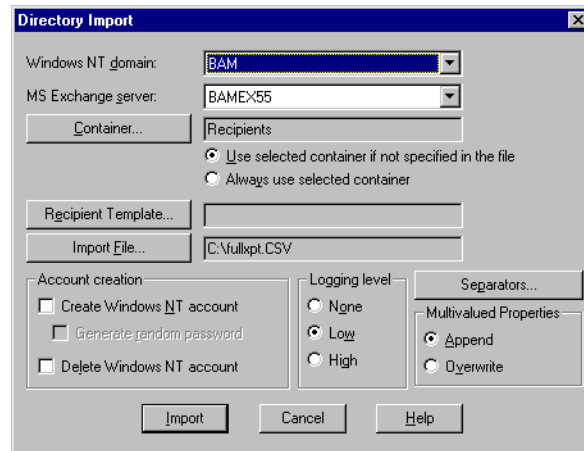 Directory Import
Windows NT domain: BAM
MS Exchange server: BAMEX55
Container... Recipients
Use selected container if not specified in the file
Always use selected container
Recipient Template...
Import File... C:\fullxpt.CSV
Account creation
Create Windows NT account
Generate random password
Delete Windows NT account
Logging level
None
Low
High
Separators...
Multivalued Properties
Append
Overwrite
Import Cancel Help